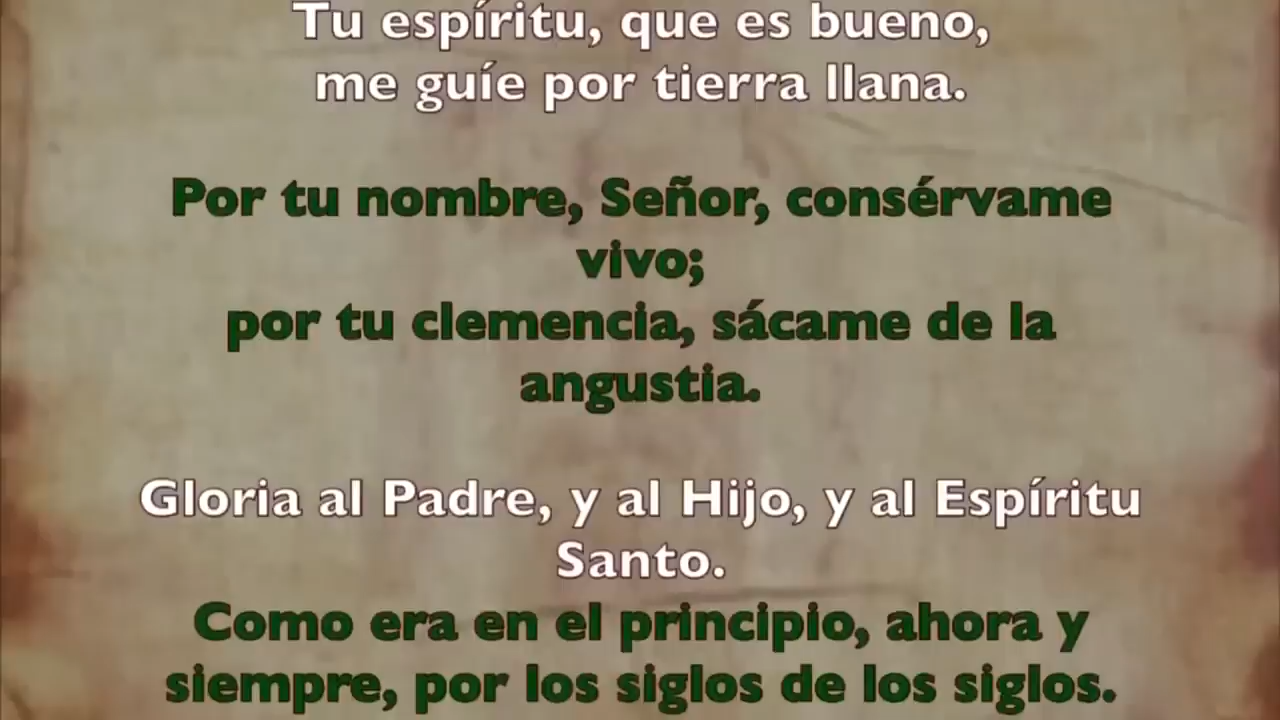 Tu espíritu, que es bueno,
me guíe por tierra llana.
Por tu nombre, Señor, consérvame
vivo;
por tu clemencia, sácame de la
angustia.
Gloria al Padre, y al Hijo, y al Espíritu
Santo.
Como era en el principio, ahora y
siempre, por los siglos de los siglos.